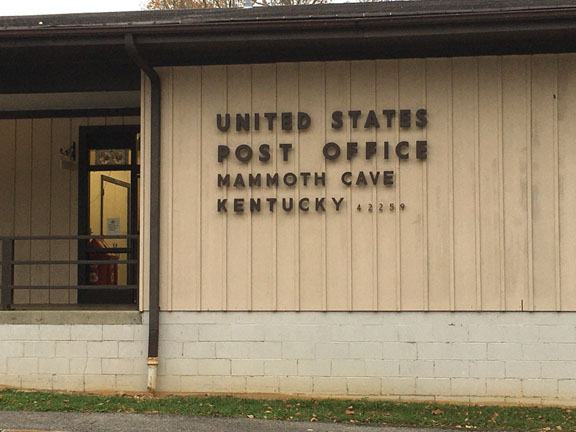 UNITED STATES
POST OFFICE
MAMMOTH CAVE
KENTUCKY 42259